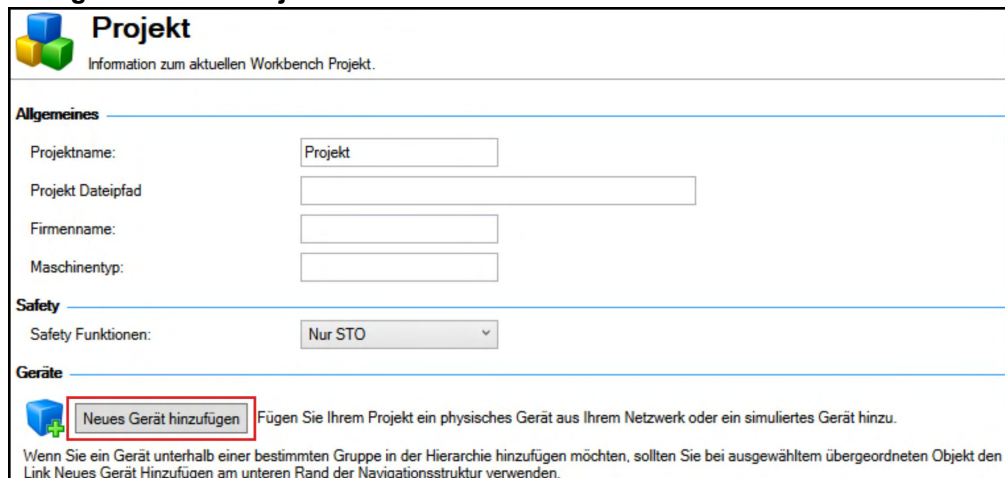 Projekt
Information zum aktuellen Workbench Projekt.
Allgemeines
Projektname: Projekt
Projekt Dateipfad
Firmenname:
Maschinentyp:
Safety
Safety Funktionen: Nur STO
Geräte
Neues Gerät hinzufügen Fügen Sie Ihrem Projekt ein physisches Gerät aus Ihrem Netzwerk oder ein simuliertes Gerät hinzu.
Wenn Sie ein Gerät unterhalb einer bestimmten Gruppe in der Hierarchie hinzufügen möchten, sollten Sie bei ausgewähltem übergeordneten Objekt den
Link Neues Gerät Hinzufügen am unteren Rand der Navigationsstruktur verwenden.